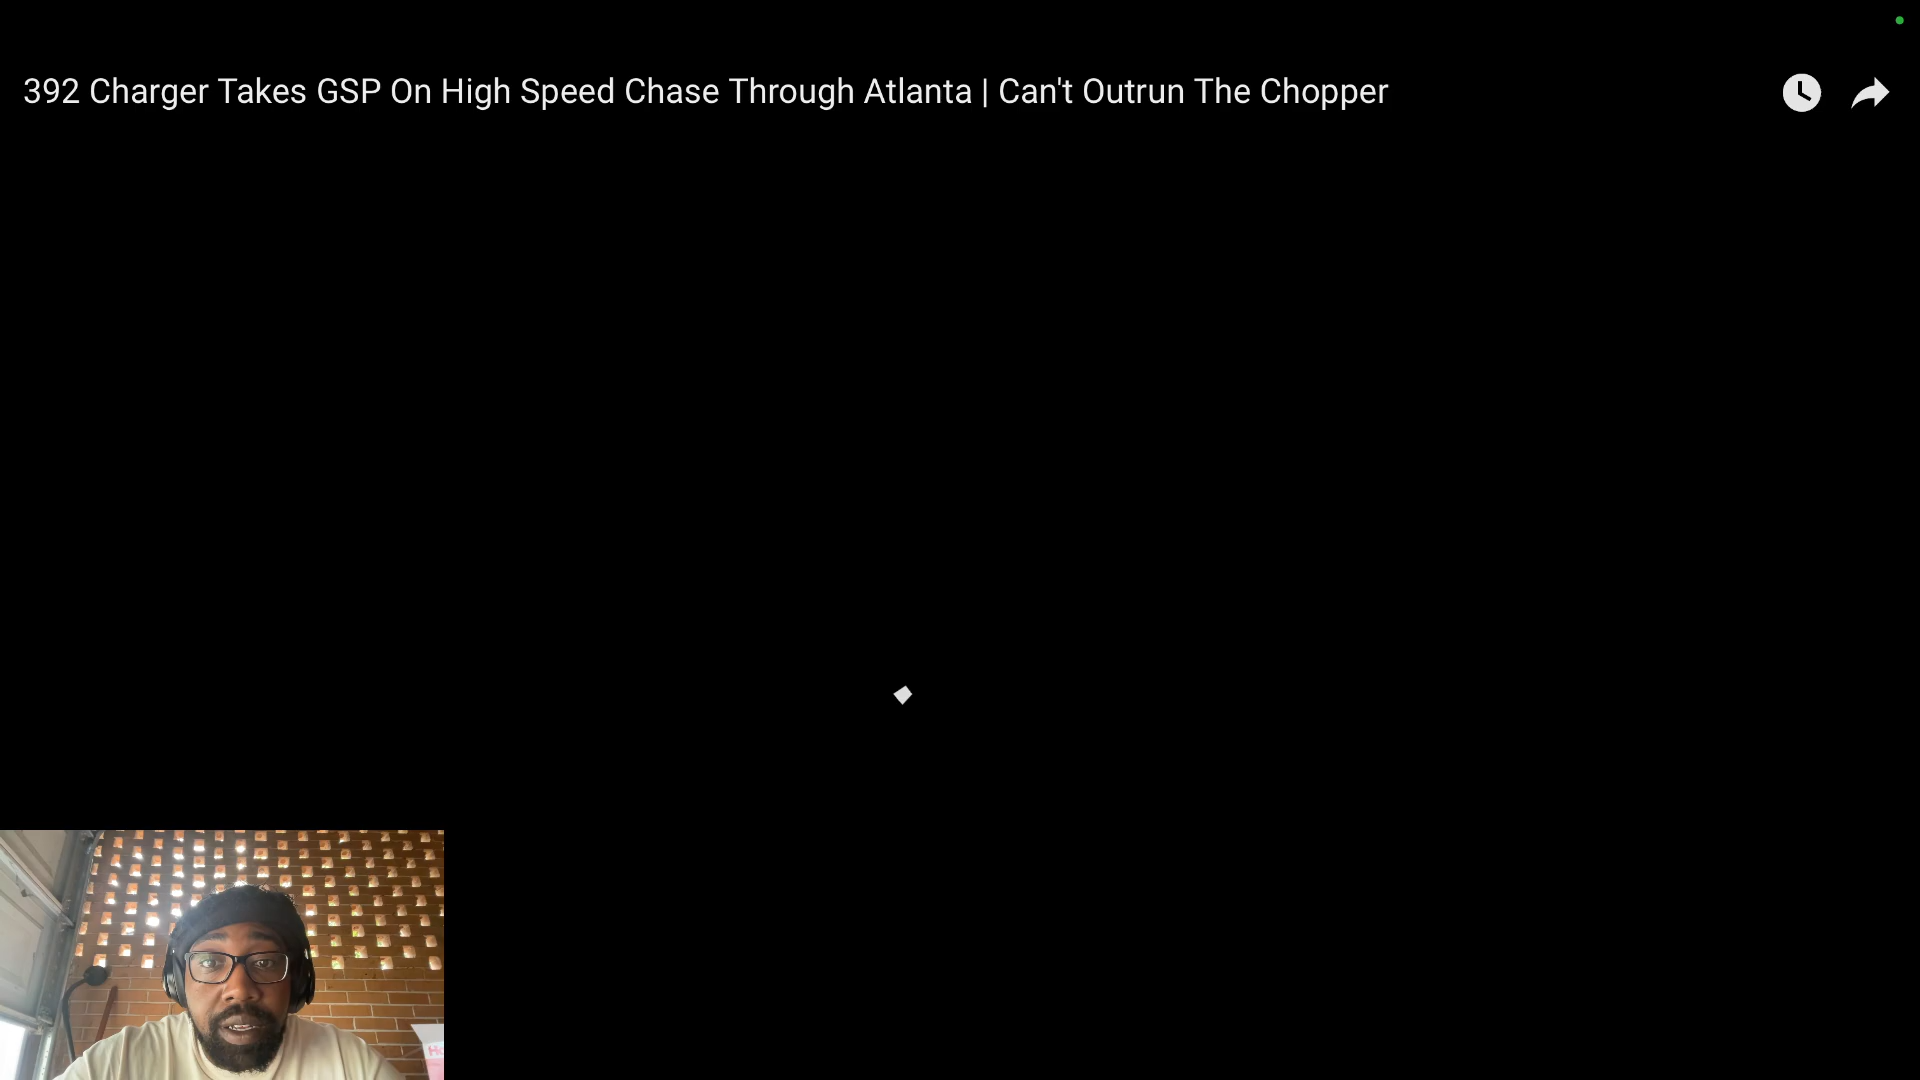 392 Charger Takes GSP On High Speed Chase Through Atlanta | Can't Outrun The Chopper